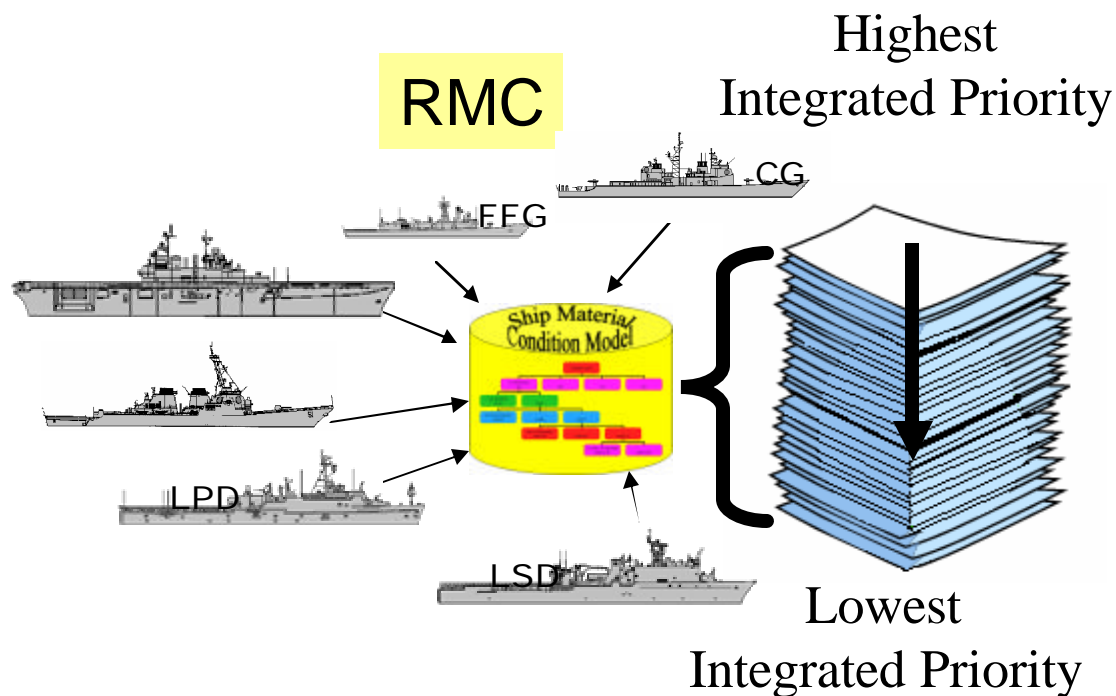 Highest
Integrated Priority
RMC
CG
FFG
Ship Material
Condition Model
LPD
LSD
Lowest
Integrated Priority